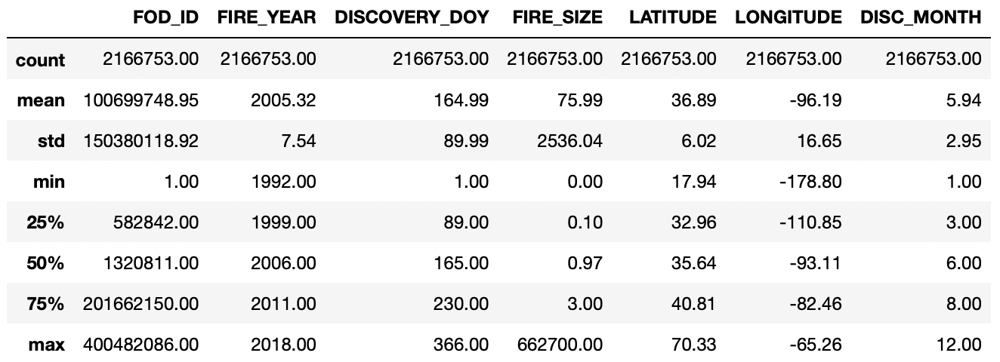 FOD_ID FIRE_YEAR DISCOVERY_DOY FIRE_SIZE LATITUDE LONGITUDE DISC_MONTH
count 2166753.00 2166753.00 2166753.00 2166753.00 2166753.00 2166753.00 2166753.00
mean 100699748.95 2005.32 164.99 75.99 36.89 -96.19 5.94
std 150380118.92 7.54 89.99 2536.04 6.02 16.65 2.95
min 1.00 1992.00 1.00 0.00 17.94 -178.80 1.00
25% 582842.00 1999.00 89.00 0.10 32.96 -110.85 3.00
50% 1320811.00 2006.00 165.00 0.97 35.64 -93.11 6.00
75% 201662150.00 2011.00 230.00 3.00 40.81 -82.46 8.00
max 400482086.00 2018.00 366.00 662700.00 70.33 -65.26 12.00